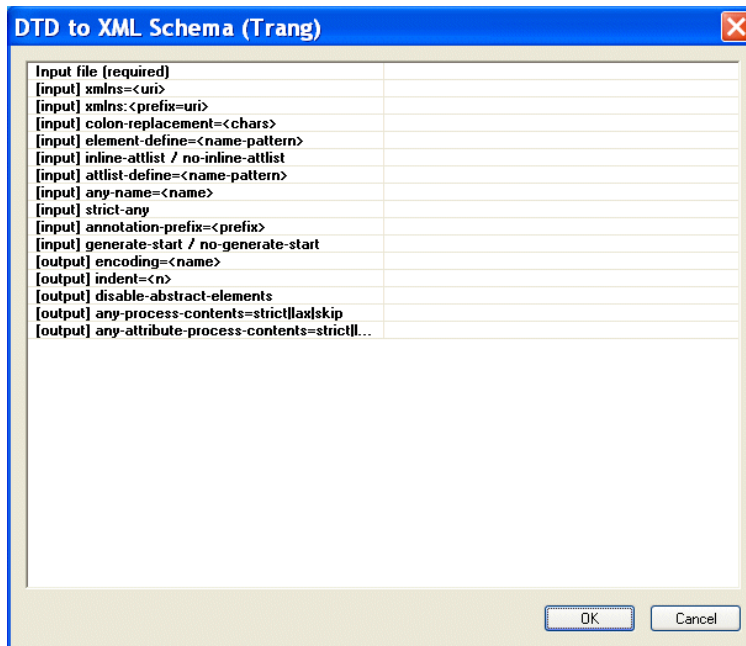 DTD to XML Schema (Trang)
Input file (required)
[input] xmlns=<uri>
[input] xmlns:<prefix=uri>
[input] colon-replacement=<chars>
[input] element-define=<name-pattern>
[input] inline-attlist / no-inline-attlist
[input] attlist-define=<name-pattern>
[input] any-name=<name>
[input] strict-any
[input] annotation-prefix=<prefix>
[input] generate-start / no-generate-start
[output] encoding=<name>
[output] indent=<n>
[output] disable-abstract-elements
[output] any-process-contents=strict|lax|skip
[output] any-attribute-process-contents=strict|l...
OK Cancel